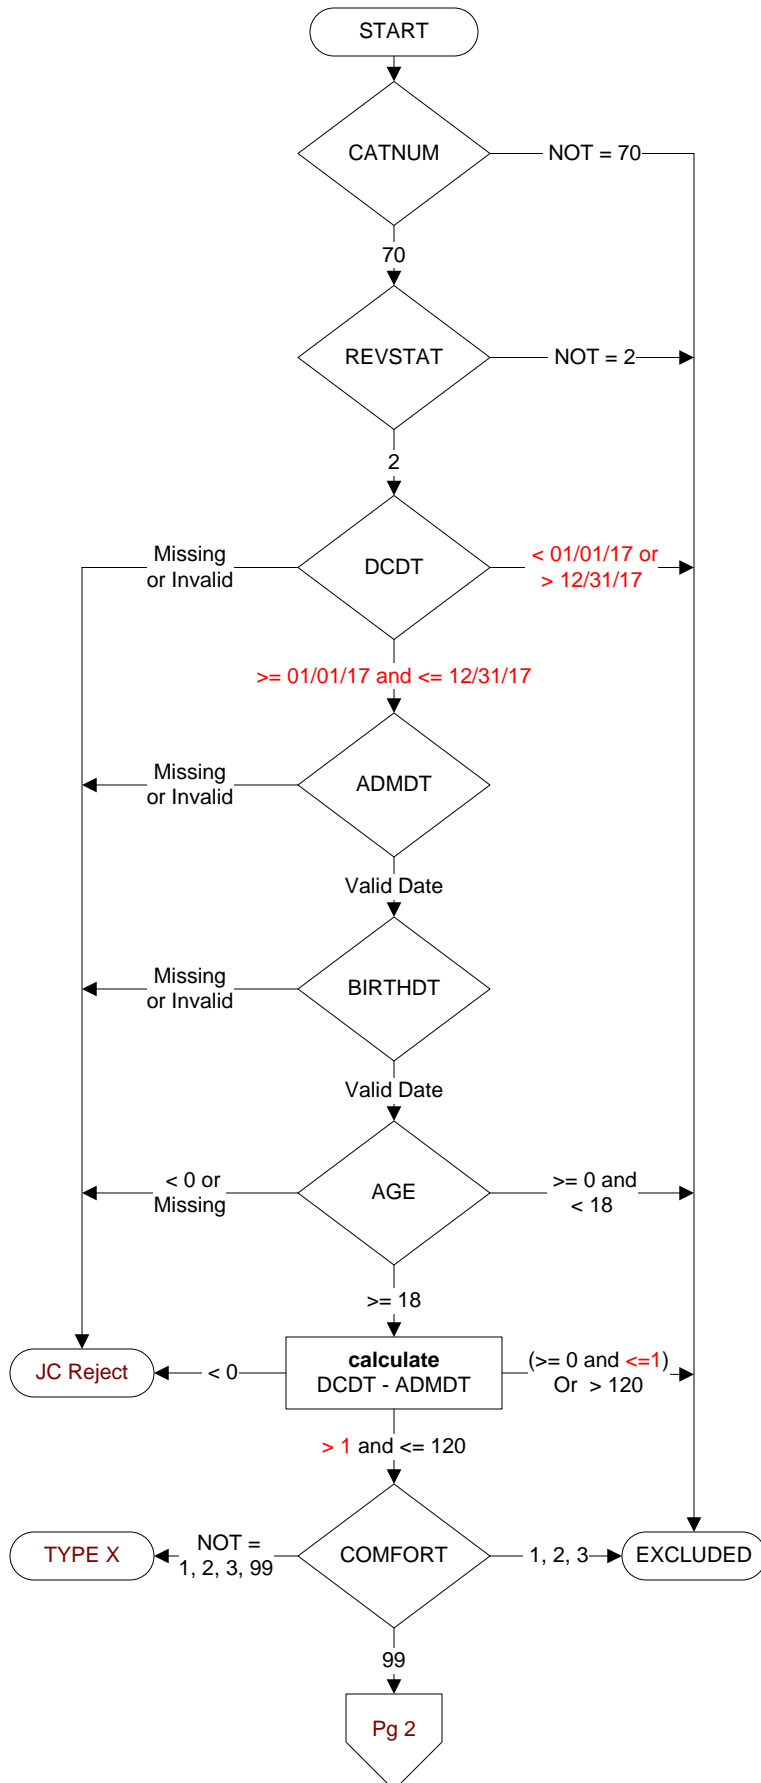 START
CATNUM
NOT = 70
70
REVSTAT
NOT = 2
2
Missing
or Invalid
DCDT
< 01/01/17 or
> 12/31/17
>= 01/01/17 and <= 12/31/17
Missing
or Invalid
ADMDT
Valid Date
Missing
or Invalid
BIRTHDT
Valid Date
< 0 or
Missing
AGE
>= 0 and
< 18
>= 18
JC Reject
< 0
calculate
DCDT - ADMDT
(>= 0 and <=1)
Or > 120
> 1 and <= 120
TYPE X
NOT =
1, 2, 3, 99
COMFORT
1, 2, 3
EXCLUDED
99
Pg 2